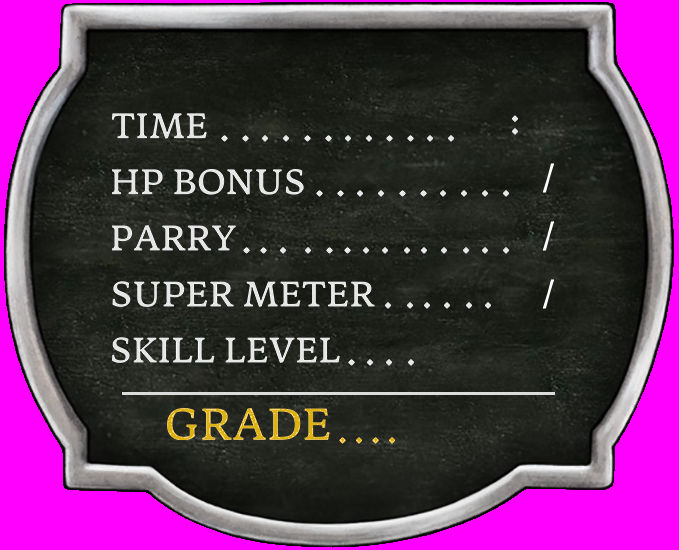 TIME ............ :
HP BONUS .......... /
PARRY............. /
SUPER METER ...... /
SKILL LEVEL....
GRADE....